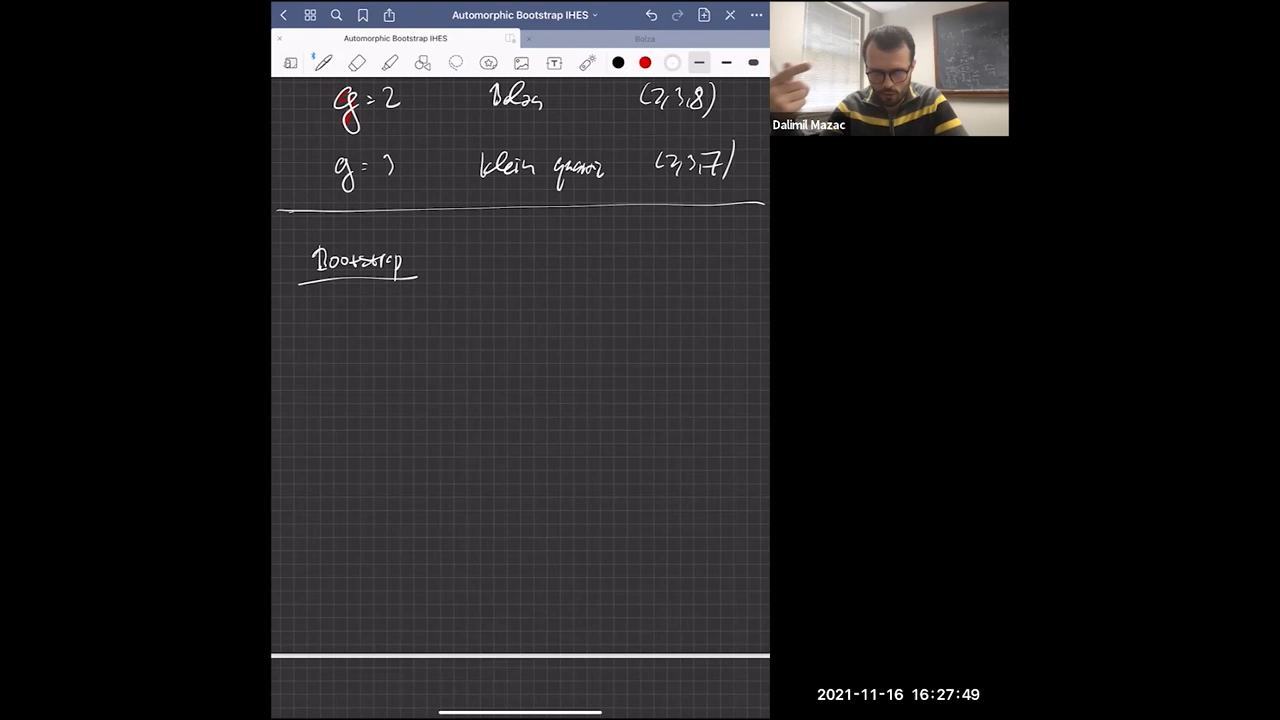 Automorphic Bootstrap IHES
Automorphic Bootstrap IHES
Bolza
g = 2 Bolza (2,3,8)
g = 3 Klein quartic (2,3,7)
Bootstrap
Dalimil Mazac
2021-11-16 16:27:49